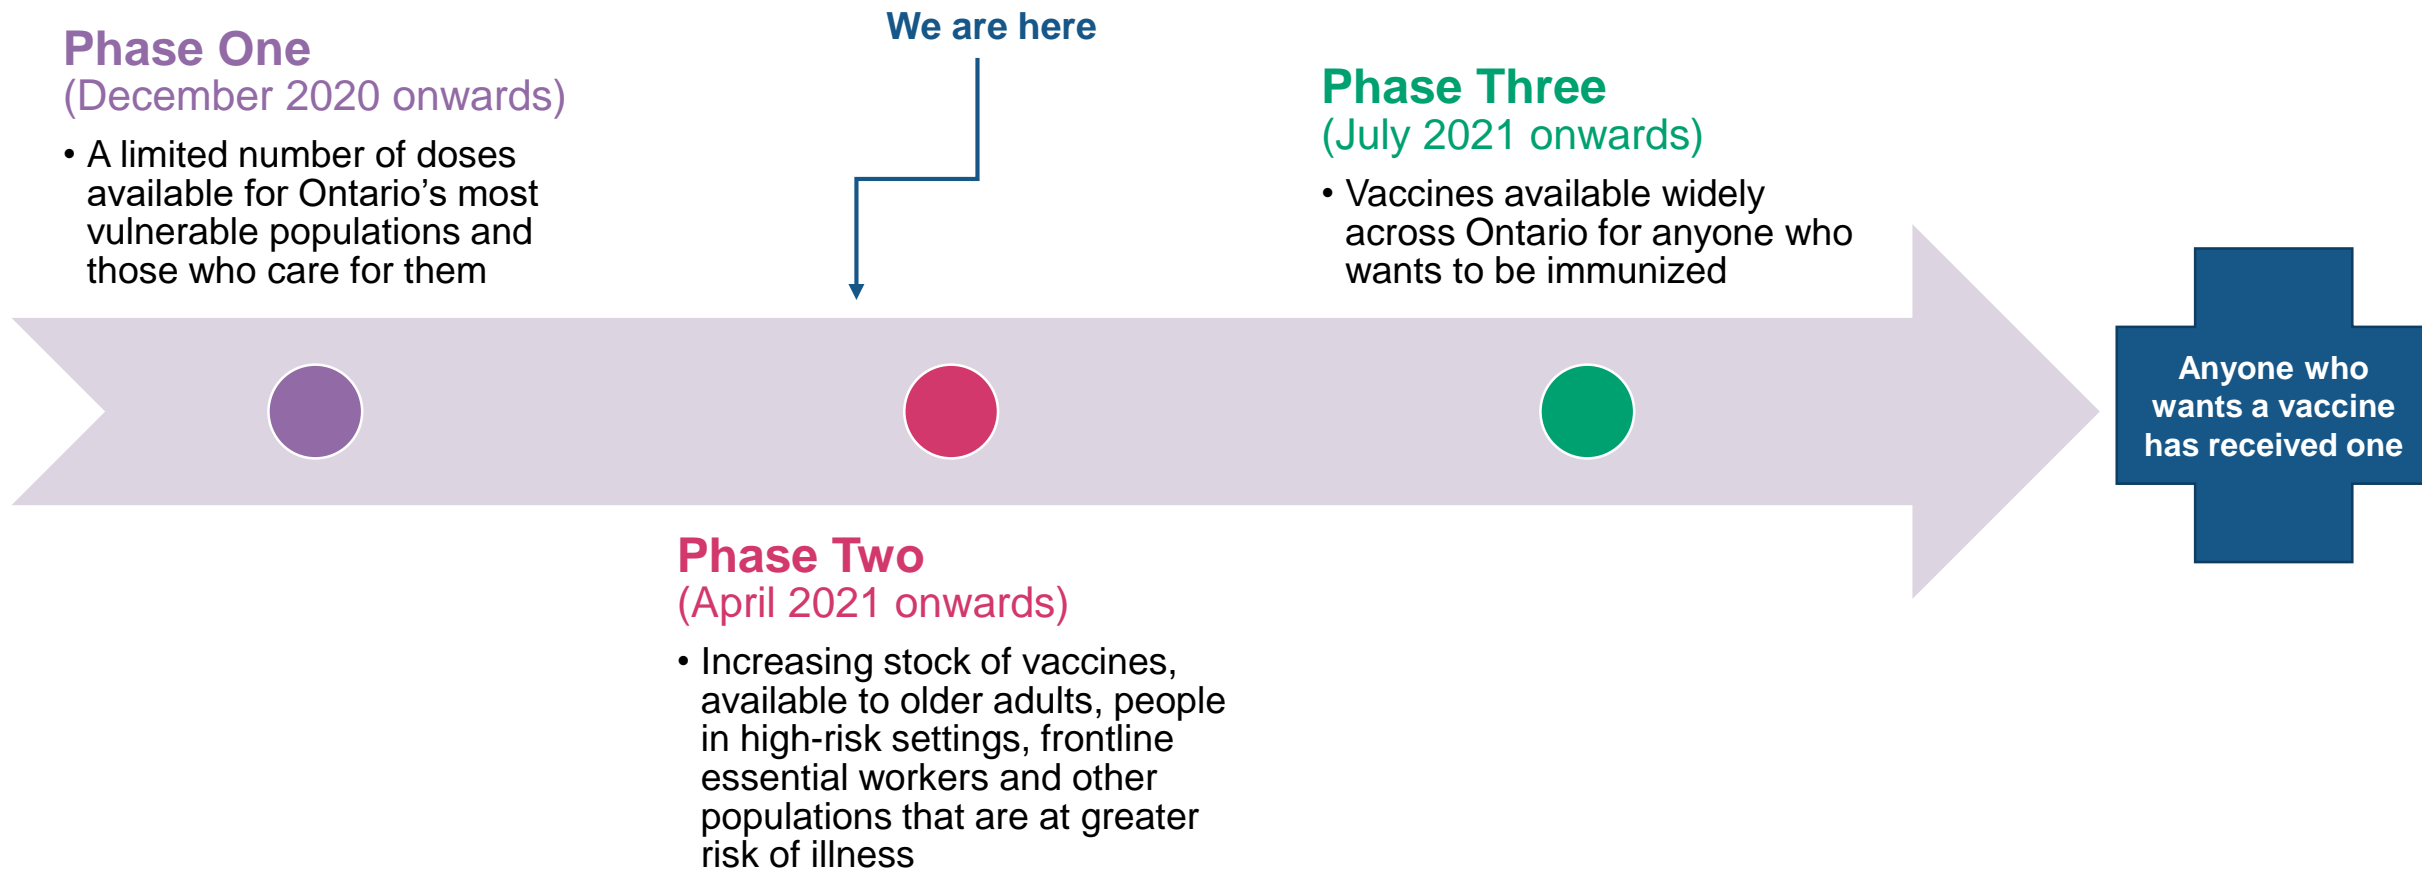 We are here
Phase One
(December 2020 onwards)
• A limited number of doses
available for Ontario’s most
vulnerable populations and
those who care for them
Phase Three
(July 2021 onwards)
• Vaccines available widely
across Ontario for anyone who
wants to be immunized
Anyone who
wants a vaccine
has received one
Phase Two
(April 2021 onwards)
• Increasing stock of vaccines,
available to older adults, people
in high-risk settings, frontline
essential workers and other
populations that are at greater
risk of illness